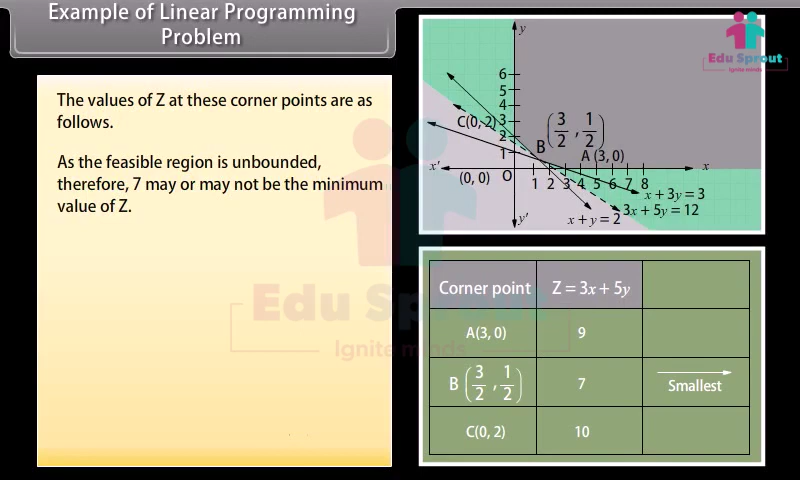 Example of Linear Programming
Problem
The values of Z at these corner points are as
follows.
As the feasible region is unbounded,
therefore, 7 may or may not be the minimum
value of Z.
Edu Sprout
Ignite minds
y
6
5
4
3
2
1
C(0, 2)
B (3/2, 1/2)
A (3, 0)
x'
(0, 0)
O
1 2 3 4 5 6 7 8
x
x + 3y = 3
3x + 5y = 12
x + y = 2
y'
Edu Sprout
Ignite minds
Corner point Z = 3x + 5y
A(3, 0) 9
B (3/2, 1/2) 7 Smallest
C(0, 2) 10